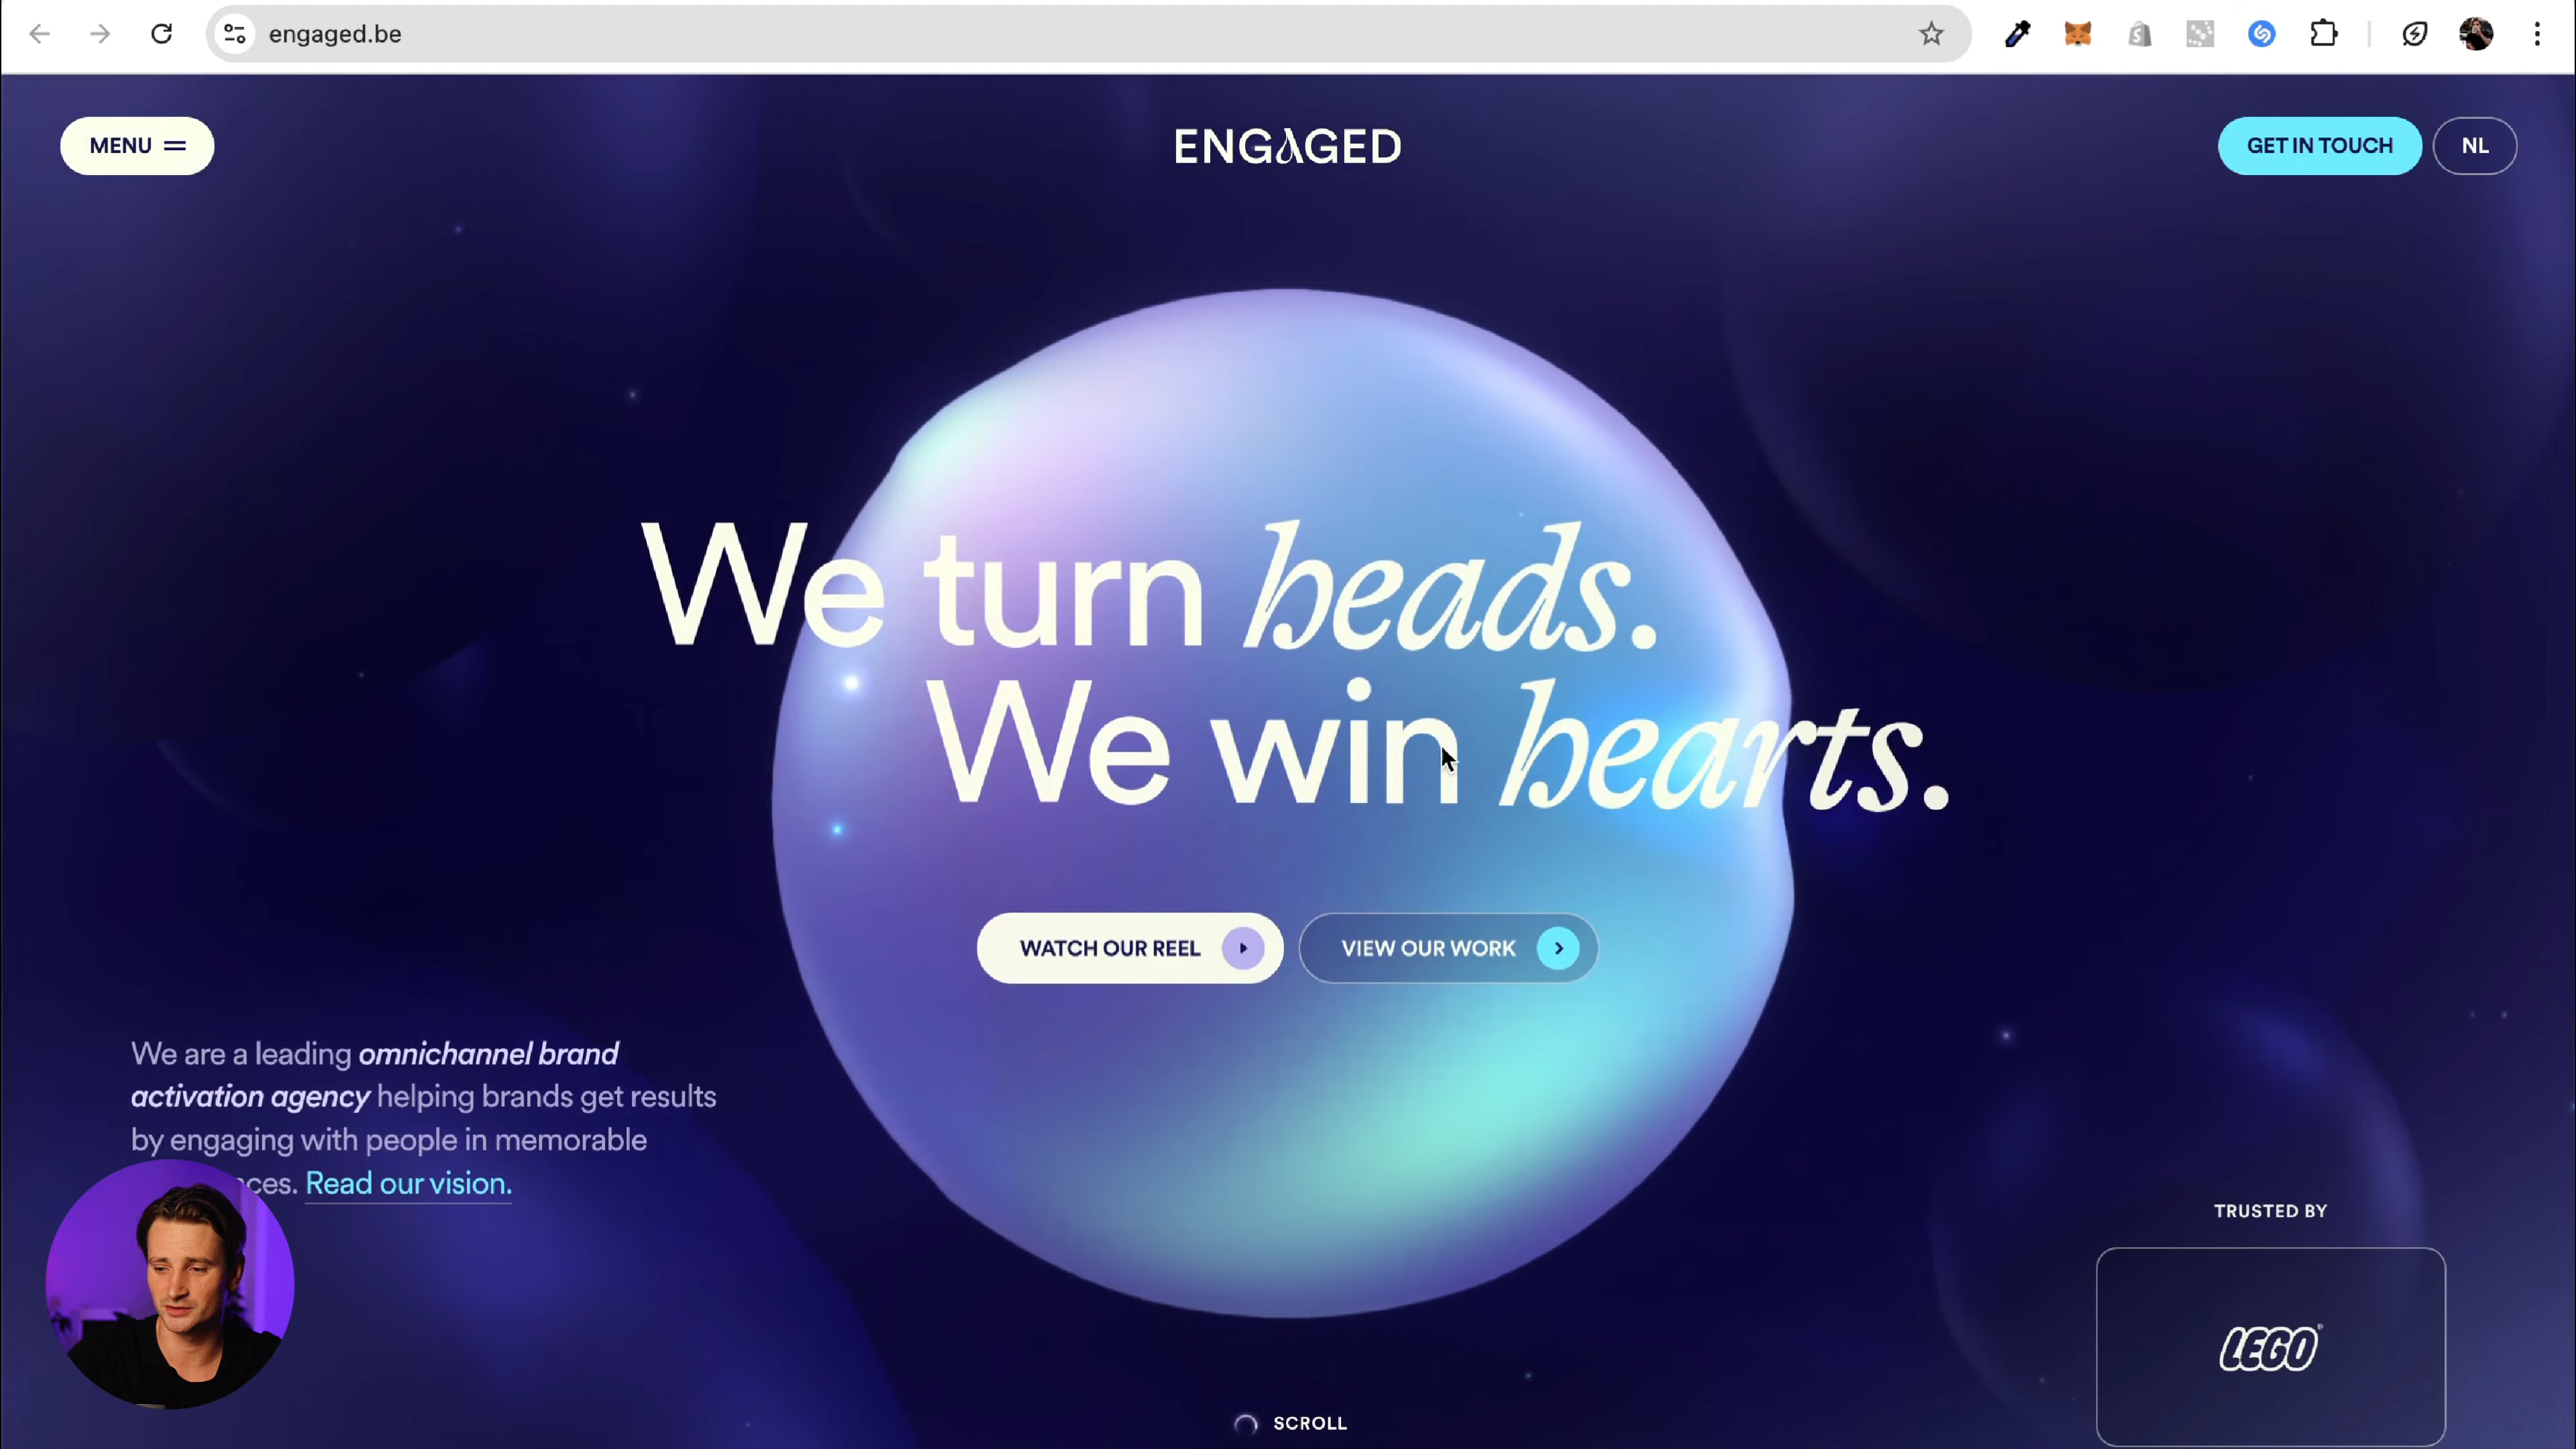 engaged.be
MENU
ENGAGED
GET IN TOUCH
NL
We turn heads.
We win hearts.
WATCH OUR REEL
VIEW OUR WORK
We are a leading omnichannel brand
activation agency helping brands get results
by engaging with people in memorable
ces. Read our vision.
TRUSTED BY
LEGO
SCROLL